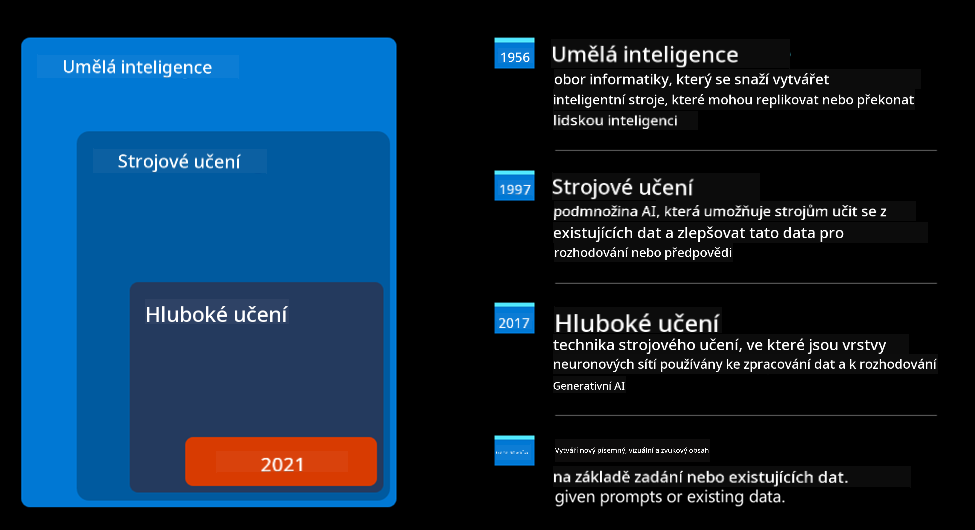 Umělá inteligence
Strojové učení
Hluboké učení
2021
1956
Umělá inteligence
obor informatiky, který se snaží vytvářet
inteligentní stroje, které mohou replikovat nebo překonat
lidskou inteligenci
1997
Strojové učení
podmnožina AI, která umožňuje strojům učit se z
existujících dat a zlepšovat tato data pro
rozhodování nebo předpovědi
2017
Hluboké učení
technika strojového učení, ve které jsou vrstvy
neuronových sítí používány ke zpracování dat a k rozhodování
Generativní AI
Vytváří nový písemný, vizuální a zvukový obsah
na základě zadání nebo existujících dat.
given prompts or existing data.